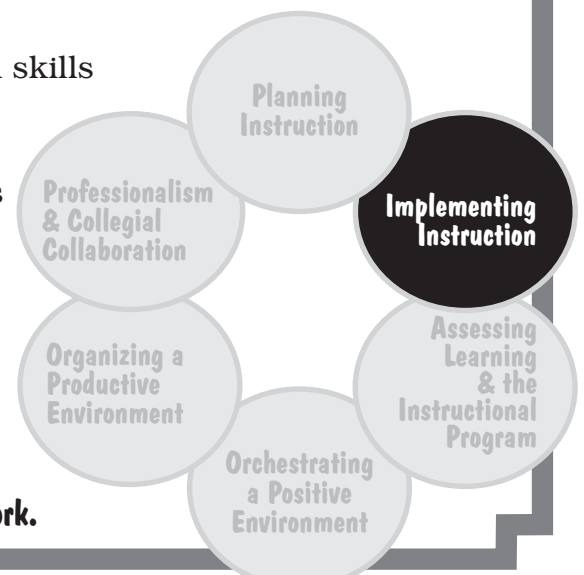 skills
Planning
Instruction
Professionalism
& Collegial
Collaboration
Implementing
Instruction
Organizing a
Productive
Environment
Assessing
Learning
& the
Instructional
Program
Orchestrating
a Positive
Environment